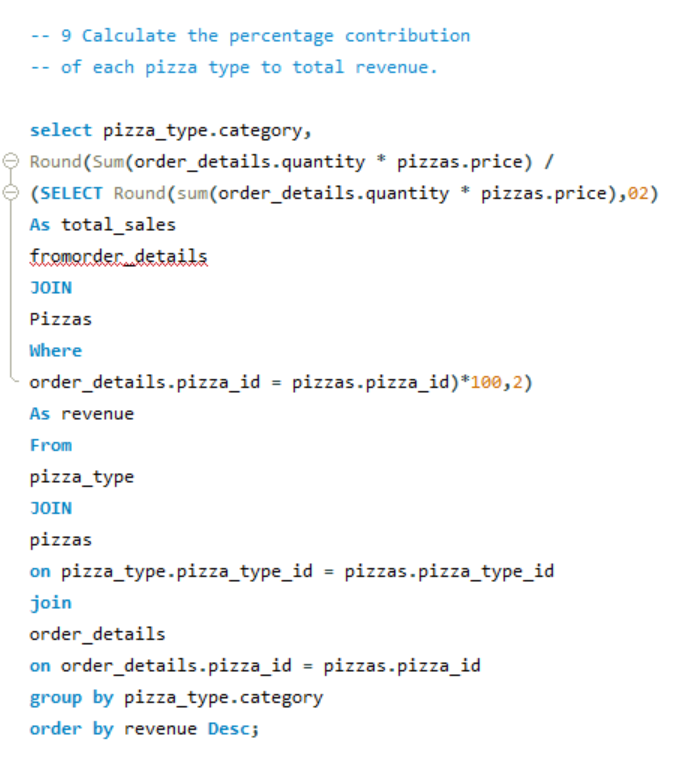 -- 9 Calculate the percentage contribution
-- of each pizza type to total revenue.
select pizza_type.category,
Round(Sum(order_details.quantity * pizzas.price) /
(SELECT Round(sum(order_details.quantity * pizzas.price),02)
As total_sales
fromorder_details
JOIN
Pizzas
Where
order_details.pizza_id = pizzas.pizza_id)*100,2)
As revenue
From
pizza_type
JOIN
pizzas
on pizza_type.pizza_type_id = pizzas.pizza_type_id
join
order_details
on order_details.pizza_id = pizzas.pizza_id
group by pizza_type.category
order by revenue Desc;